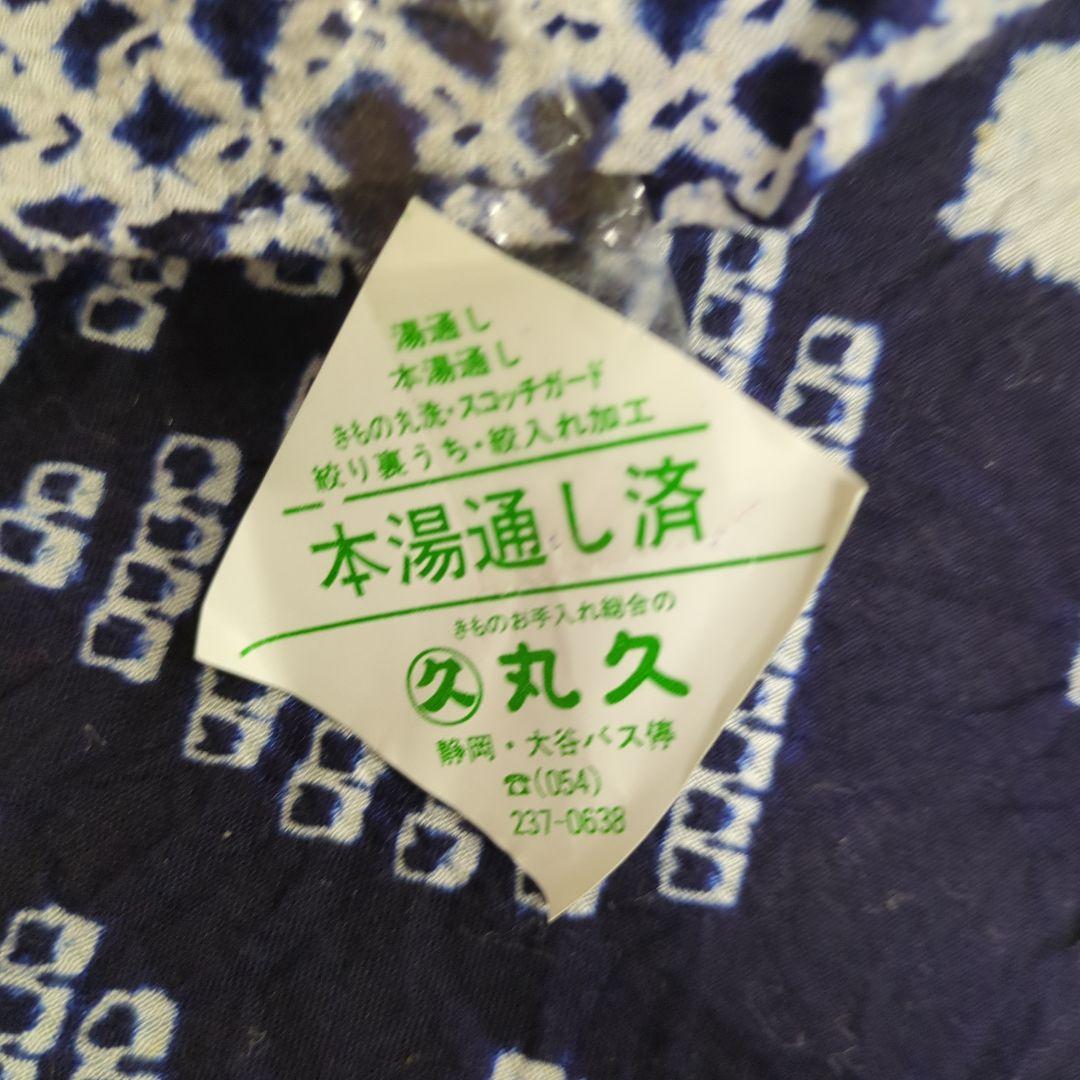 湯通し
本湯通し
きもの丸洗・スコッチガード
絞り裏うち・絞入れ加工
本湯通し済
きものお手入れ総合の
久 丸久
静岡・大谷バス停
☎(054)
237-0638